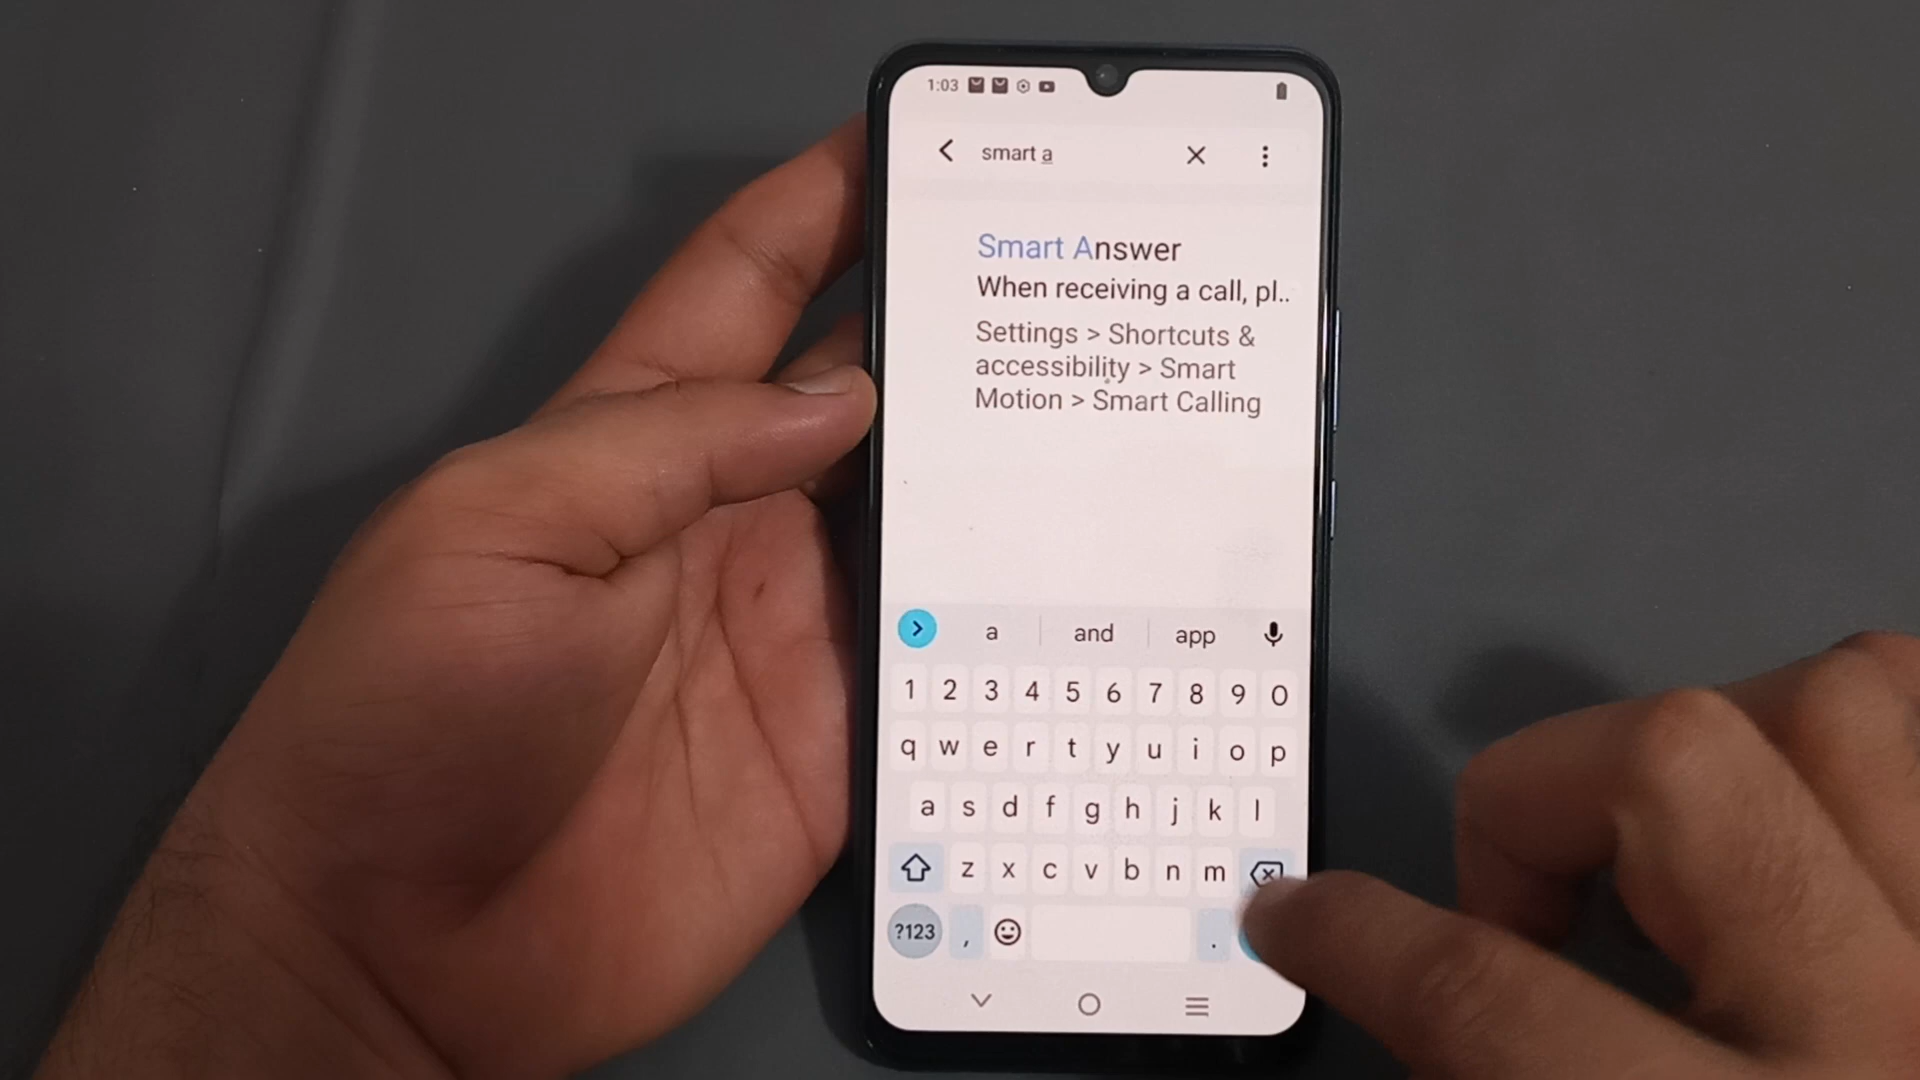 1:03
smart a
Smart Answer
When receiving a call, pl..
Settings > Shortcuts &
accessibility > Smart
Motion > Smart Calling
a and app
1 2 3 4 5 6 7 8 9 0
q w e r t y u i o p
a s d f g h j k l
z x c v b n m
?123 , .